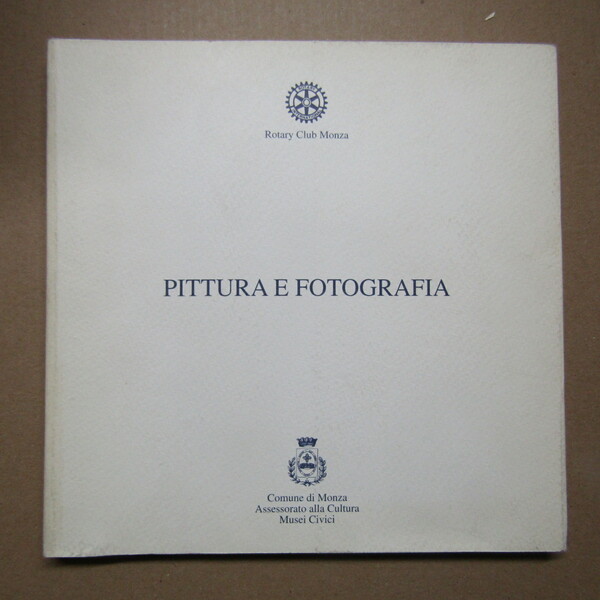 Rotary Club Monza
PITTURA E FOTOGRAFIA
Comune di Monza
Assessorato alla Cultura
Musei Civici